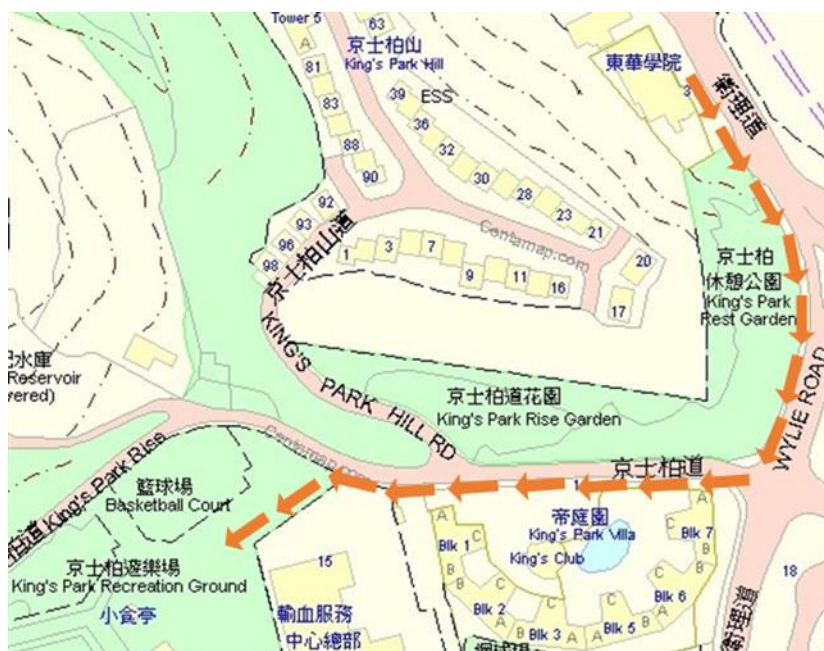 Tower 5
63
A
京士柏山
King's Park Hill
東華學院
3
衛理道
81
83
88
90
39
ESS
36
32
30
28
23
21
92
93
96
98
京士柏山道
Centamap.com
1
3
7
9
11
16
20
17
京士柏
休憩公園
King's Park
Rest Garden
水庫
Reservoir
vered)
KING'S PARK HILL RD
京士柏道花園
King's Park Rise Garden
WYLIE ROAD
京士柏道
1
Centamap.com
King's Park Rise
籃球場
Basketball Court
京士柏遊樂場
King's Park Recreation Ground
小食亭
15
輸血服務
中心總部
帝庭園
King's Park Villa
King's Club
A
Blk 1
C
B
B
C
Blk 2
A
B
Blk 3
C
A
A
Blk 5
B
C
Blk 6
A
B
B
C
Blk 7
A
衛理道
18